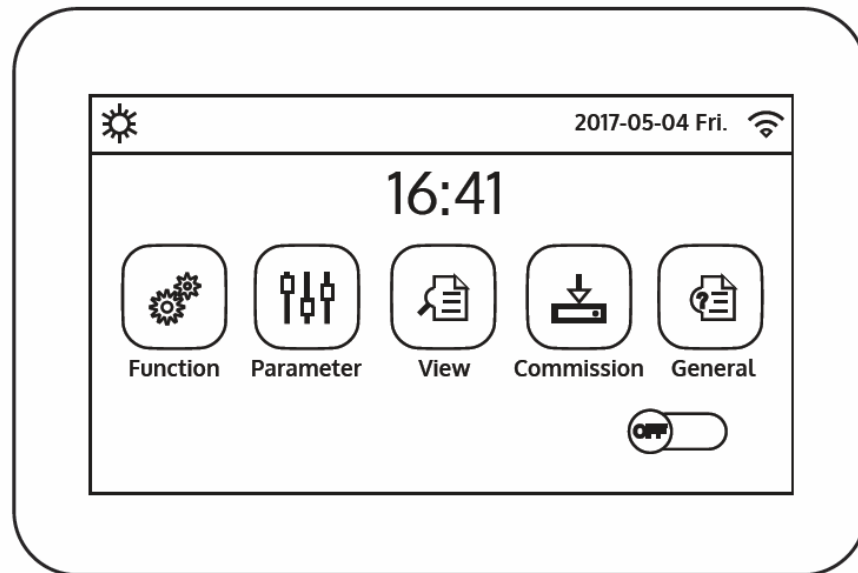 2017-05-04 Fri.
16:41
Function Parameter View Commission General
OFF